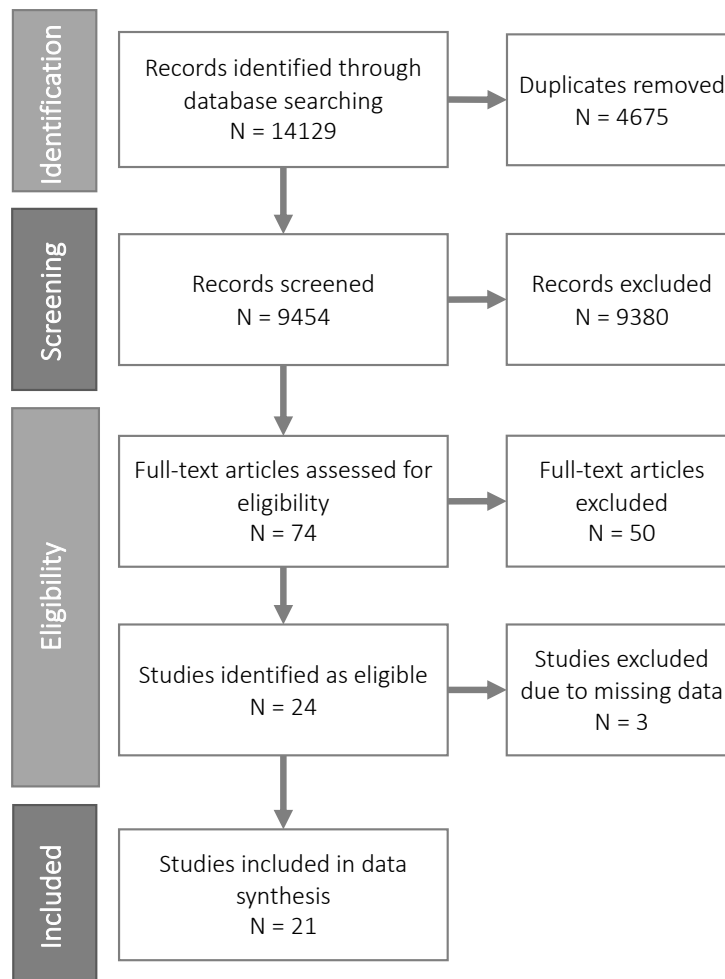 Identification
Records identified through
database searching
N = 14129
Duplicates removed
N = 4675
Screening
Records screened
N = 9454
Records excluded
N = 9380
Eligibility
Full-text articles assessed for
eligibility
N = 74
Full-text articles
excluded
N = 50
Studies identified as eligible
N = 24
Studies excluded
due to missing data
N = 3
Included
Studies included in data
synthesis
N = 21